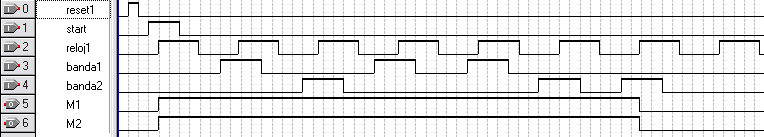 0 reset1
1 start
2 reloj1
3 banda1
4 banda2
5 M1
6 M2